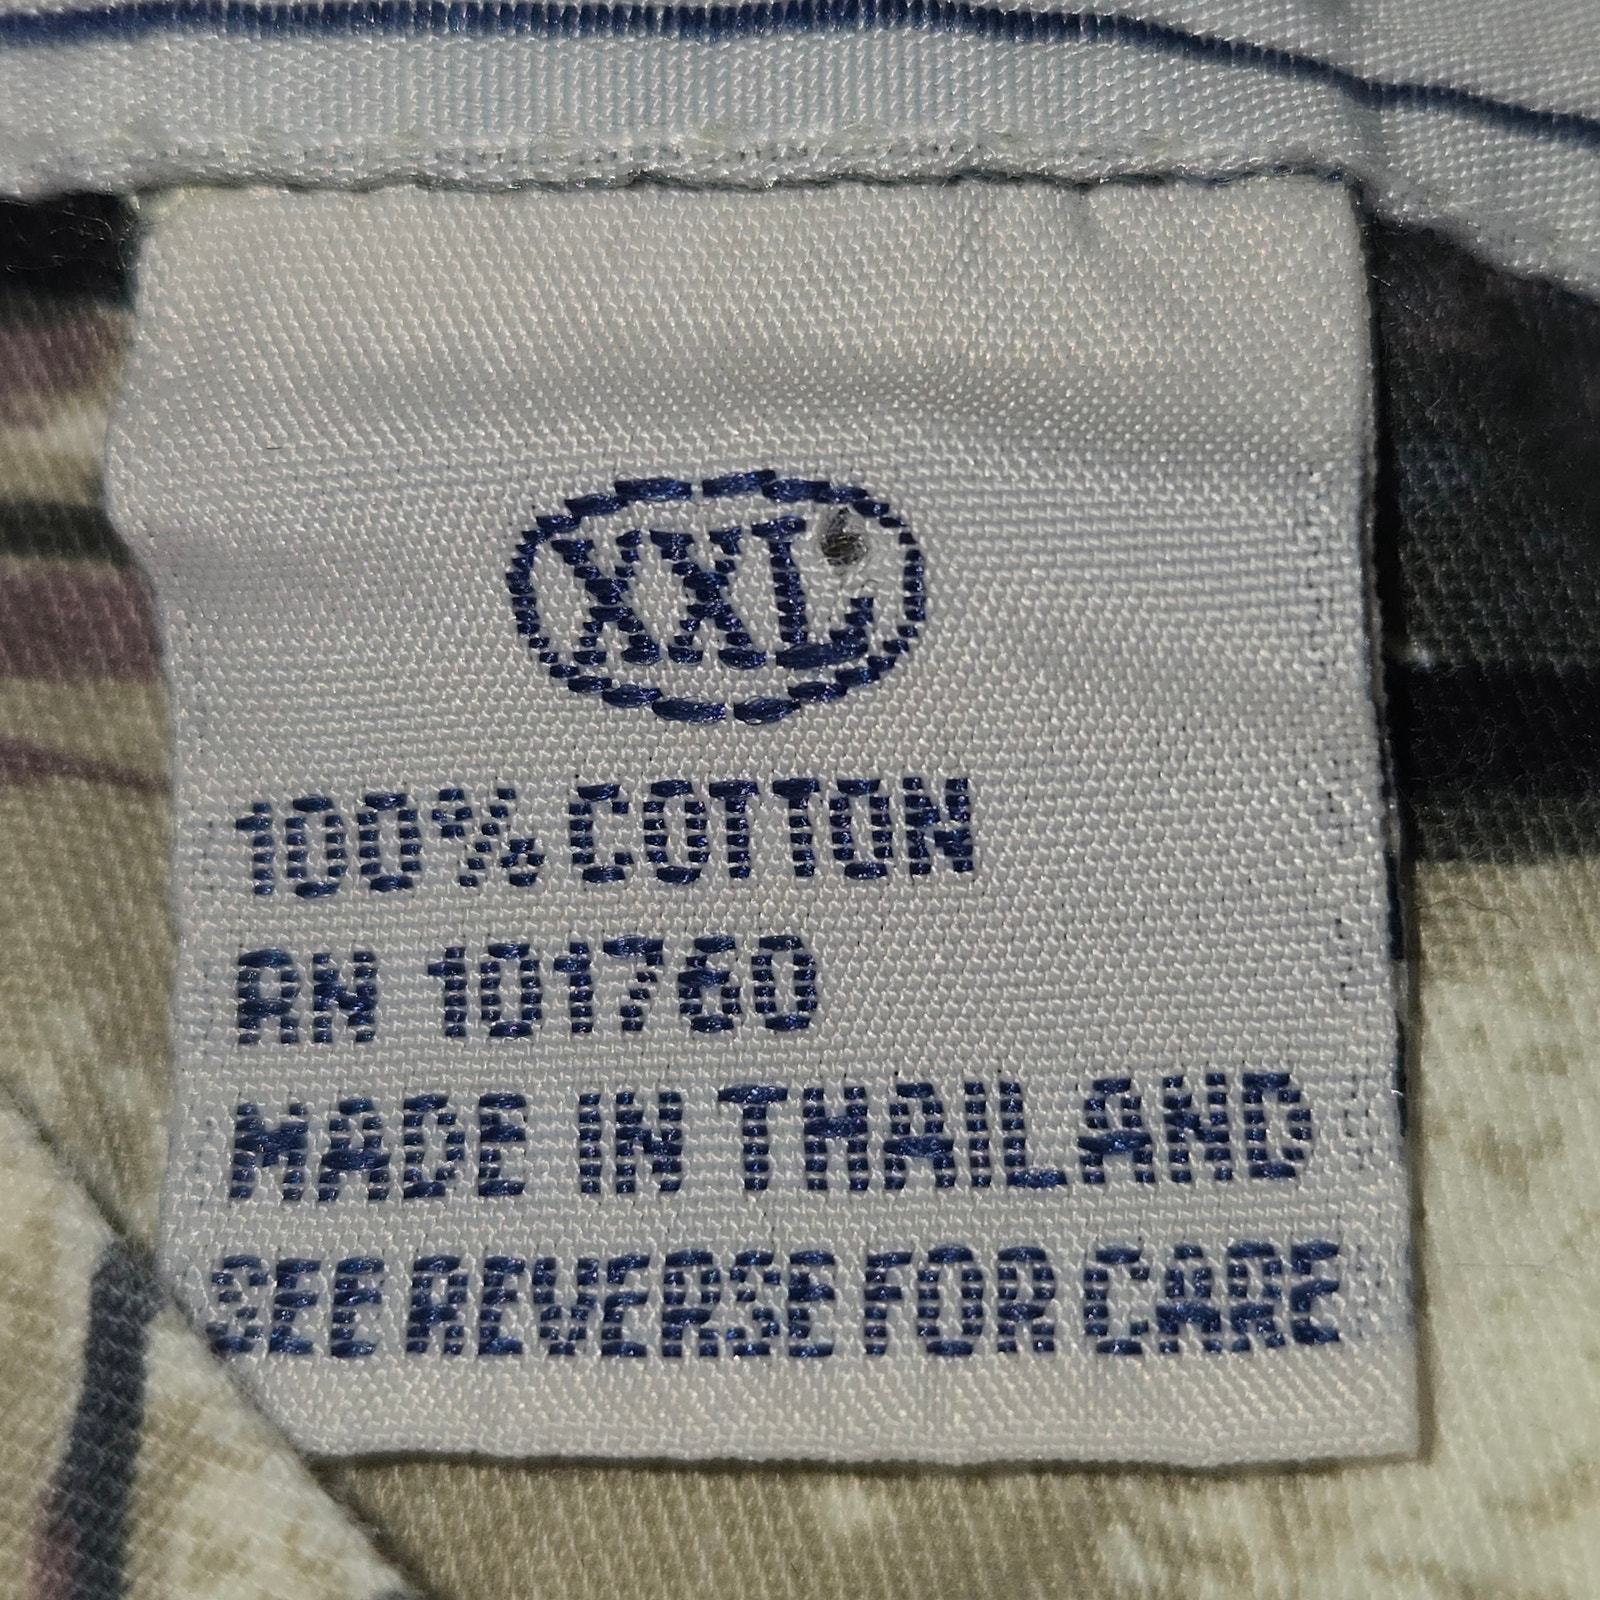 XXL
100% COTTON
RN 101760
MADE IN THAILAND
SEE REVERSE FOR CARE